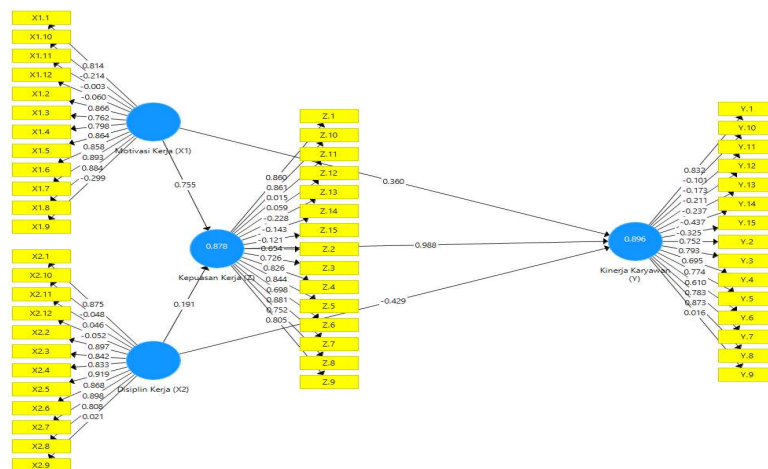 X1.1
X1.10
X1.11
X1.12
X1.2
X1.3
X1.4
X1.5
X1.6
X1.7
X1.8
X1.9
0.814
-0.214
-0.003
-0.060
0.866
0.762
0.798
0.864
0.858
0.893
0.884
-0.299
Motivasi Kerja (X1)
0.755
0.360
X2.1
X2.10
X2.11
X2.12
X2.2
X2.3
X2.4
X2.5
X2.6
X2.7
X2.8
X2.9
0.875
-0.048
0.046
-0.052
0.897
0.842
0.833
0.919
0.868
0.898
0.808
0.021
Disiplin Kerja (X2)
0.191
-0.429
0.878
Kepuasan Kerja (Z)
0.988
0.860
0.861
0.015
0.059
-0.228
-0.143
-0.121
0.654
0.726
0.826
0.844
0.698
0.881
0.752
0.805
Z.1
Z.10
Z.11
Z.12
Z.13
Z.14
Z.15
Z.2
Z.3
Z.4
Z.5
Z.6
Z.7
Z.8
Z.9
0.896
Kinerja Karyawan
(Y)
0.832
-0.101
-0.173
-0.211
-0.237
-0.437
-0.325
0.752
0.793
0.695
0.774
0.610
0.783
0.873
0.016
Y.1
Y.10
Y.11
Y.12
Y.13
Y.14
Y.15
Y.2
Y.3
Y.4
Y.5
Y.6
Y.7
Y.8
Y.9